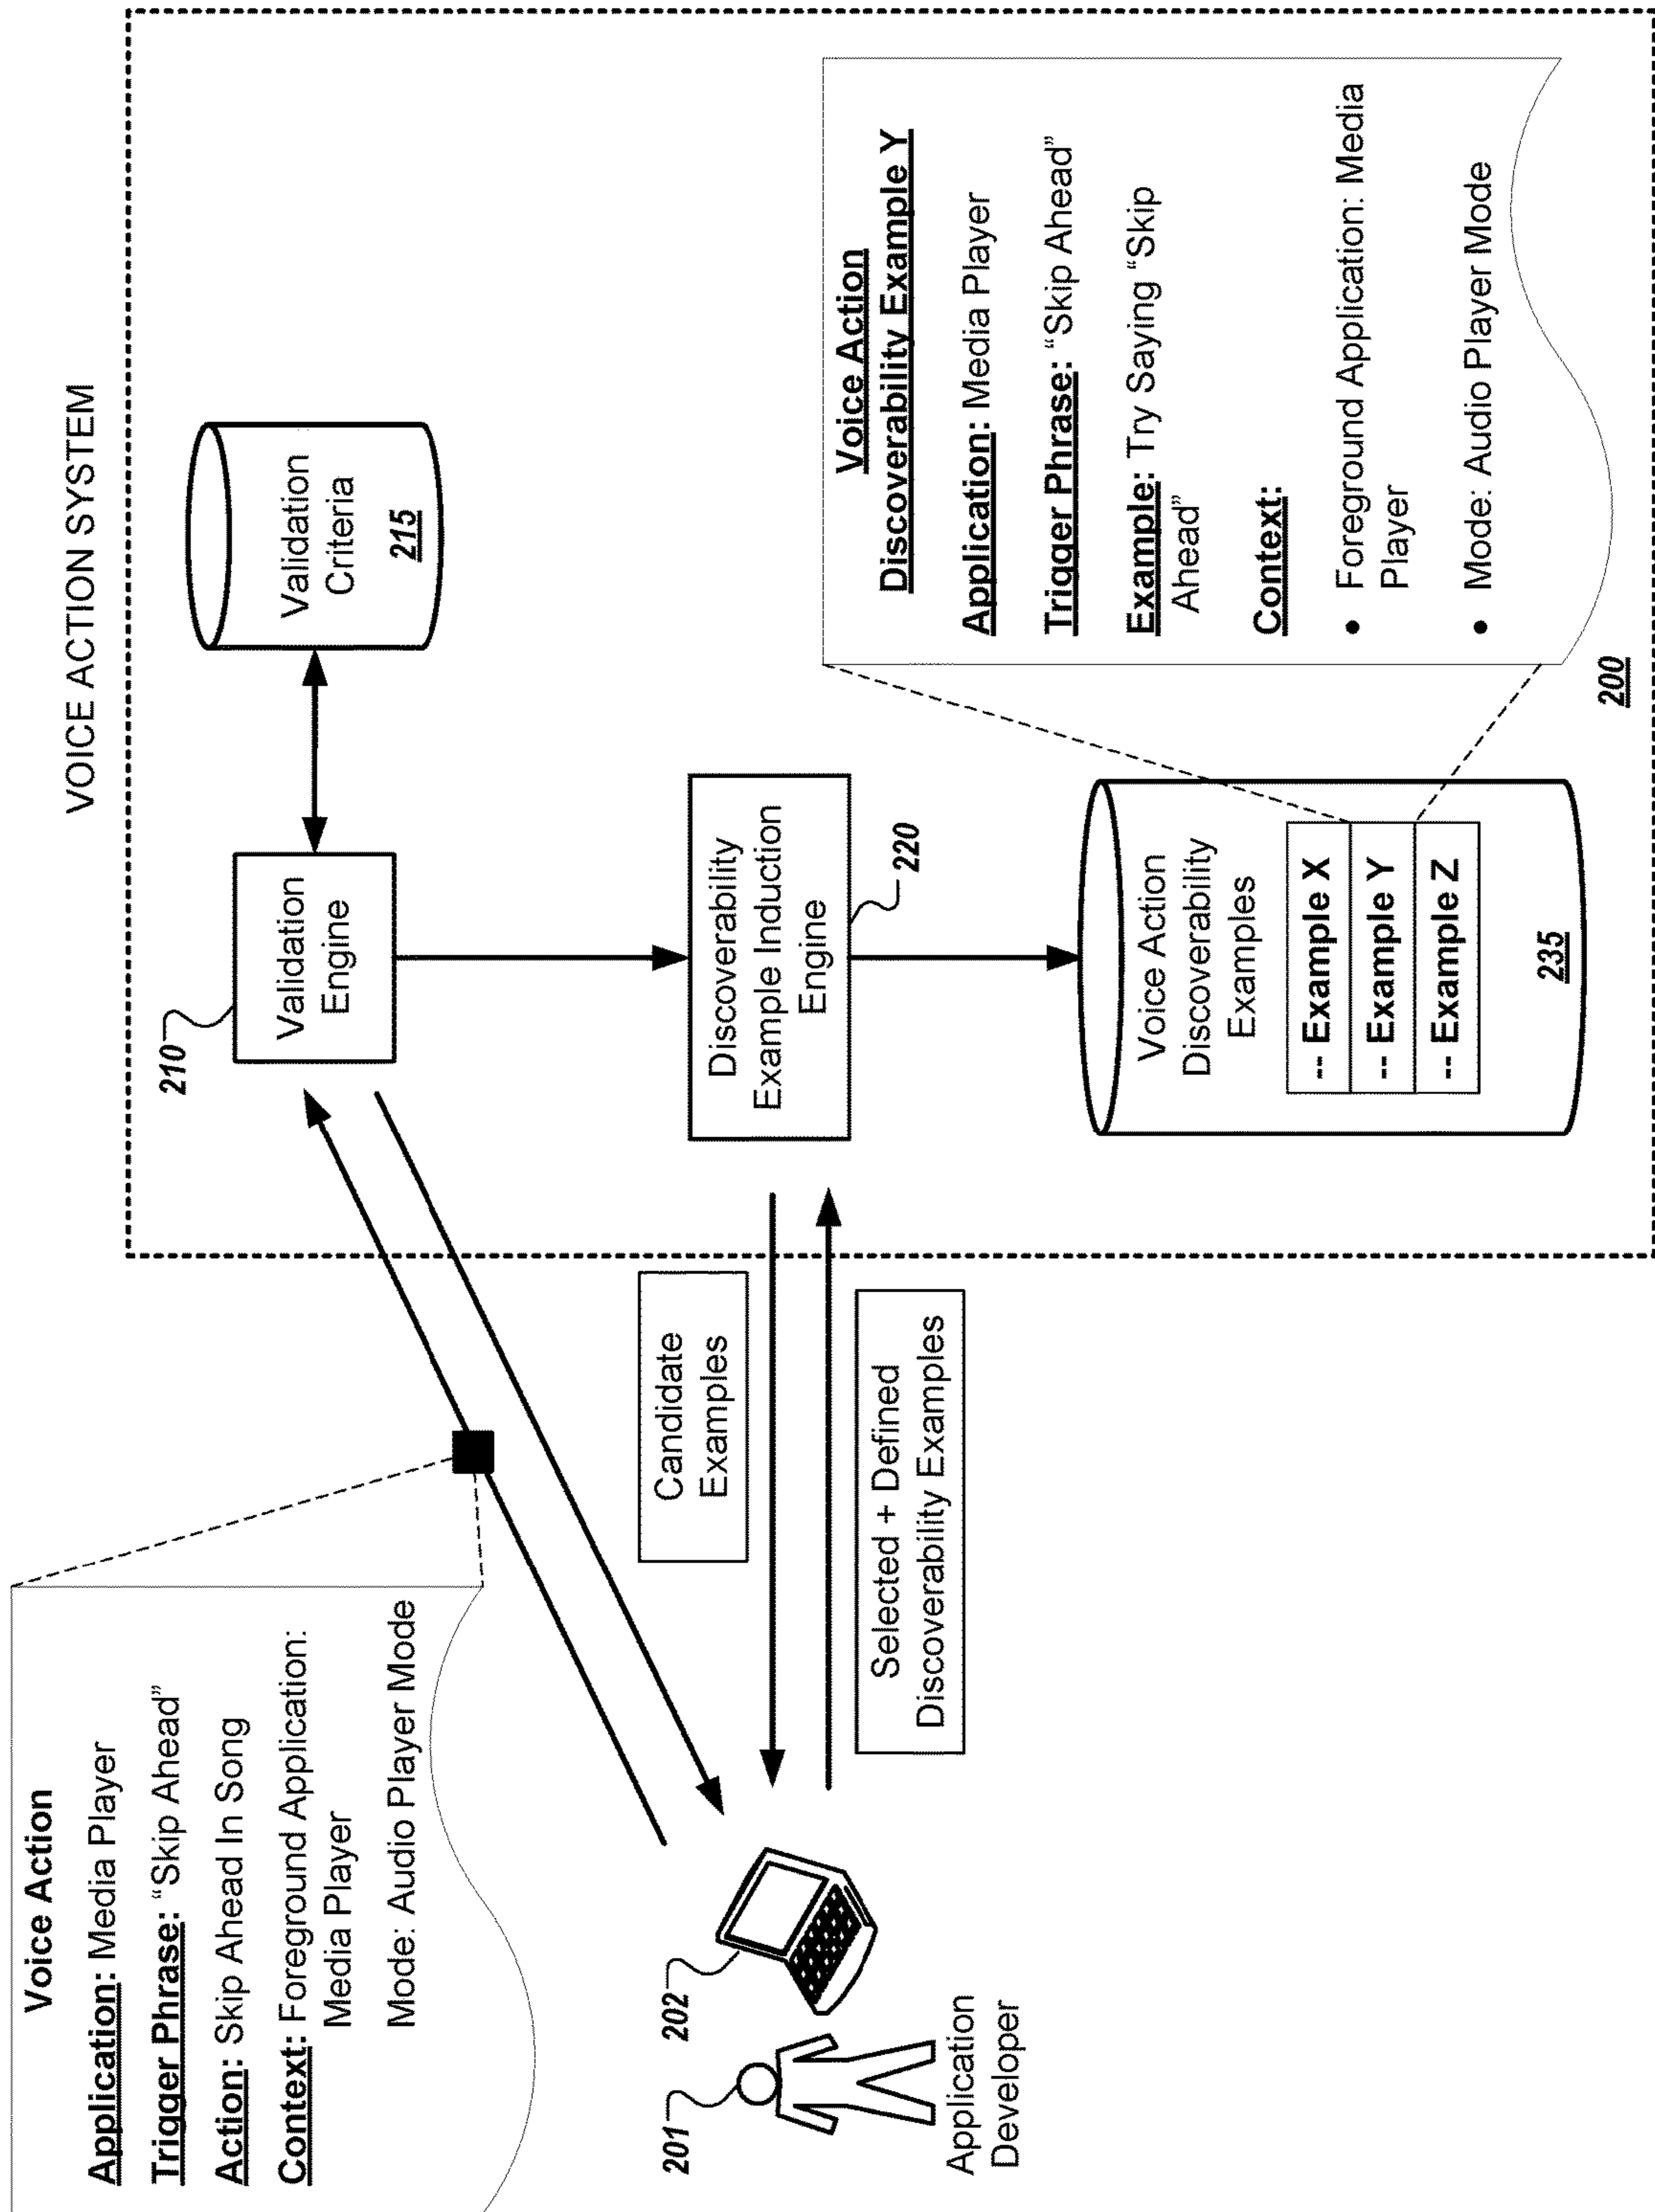 VOICE ACTION SYSTEM
Voice Action
Application: Media Player
Trigger Phrase: “Skip Ahead”
Action: Skip Ahead In Song
Context: Foreground Application:
Media Player
Mode: Audio Player Mode
210
Validation
Engine
Validation
Criteria
215
201
202
Application
Developer
Candidate
Examples
Selected + Defined
Discoverability Examples
Discoverability
Example Induction
Engine
220
Voice Action
Discoverability
Examples
-- Example X
-- Example Y
-- Example Z
235
Voice Action
Discoverability Example Y
Application: Media Player
Trigger Phrase: “Skip Ahead”
Example: Try Saying “Skip
Ahead”
Context:
• Foreground Application: Media
Player
• Mode: Audio Player Mode
200